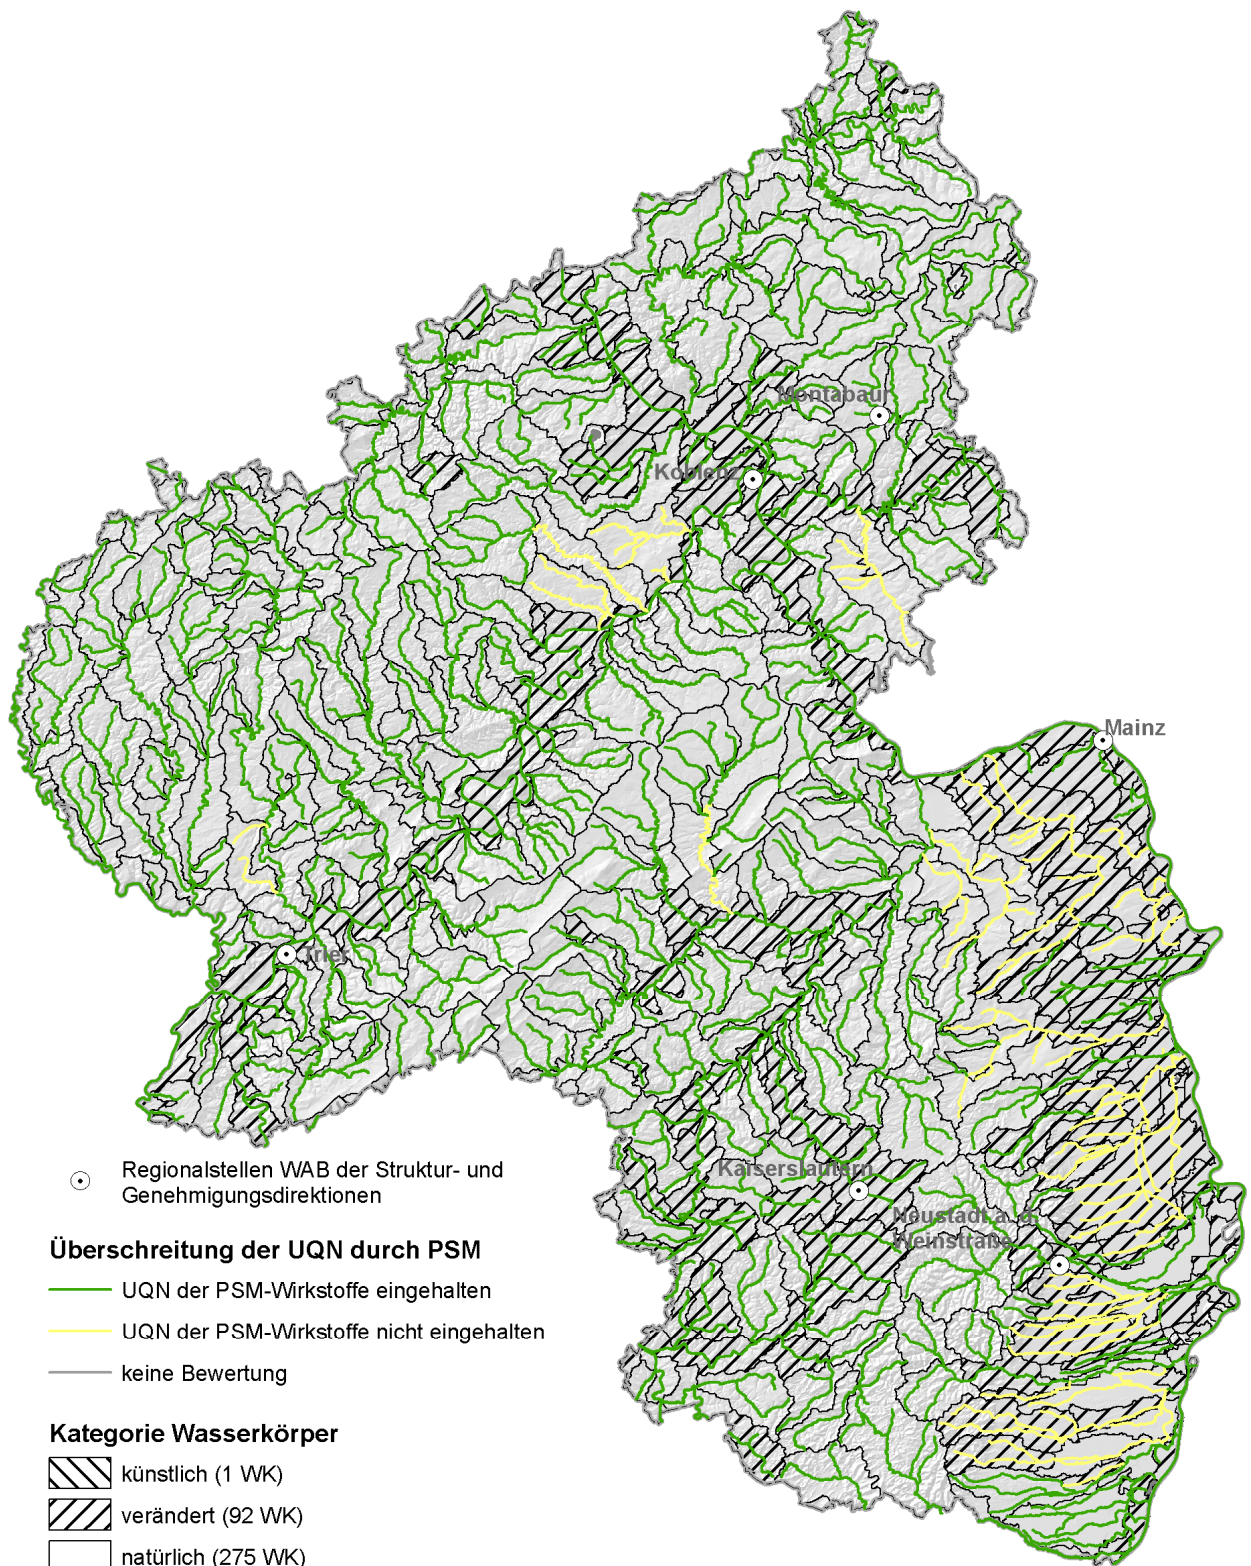 Montabaur
Koblenz
Mainz
Trier
Kaiserslautern
Neustadt a. d.
Weinstraße
Regionalstellen WAB der Struktur- und
Genehmigungsdirektionen
Überschreitung der UQN durch PSM
UQN der PSM-Wirkstoffe eingehalten
UQN der PSM-Wirkstoffe nicht eingehalten
keine Bewertung
Kategorie Wasserkörper
künstlich (1 WK)
verändert (92 WK)
natürlich (275 WK)